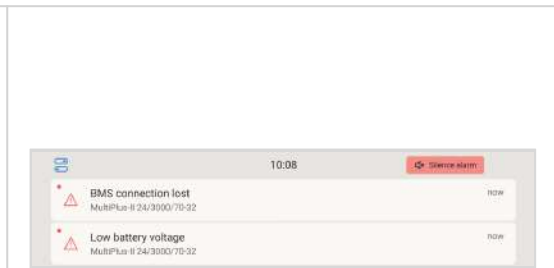 10:08
Silence alarm
BMS connection lost
now
MultiPlus-II 24/3000/70-32
Low battery voltage
now
MultiPlus-II 24/3000/70-32